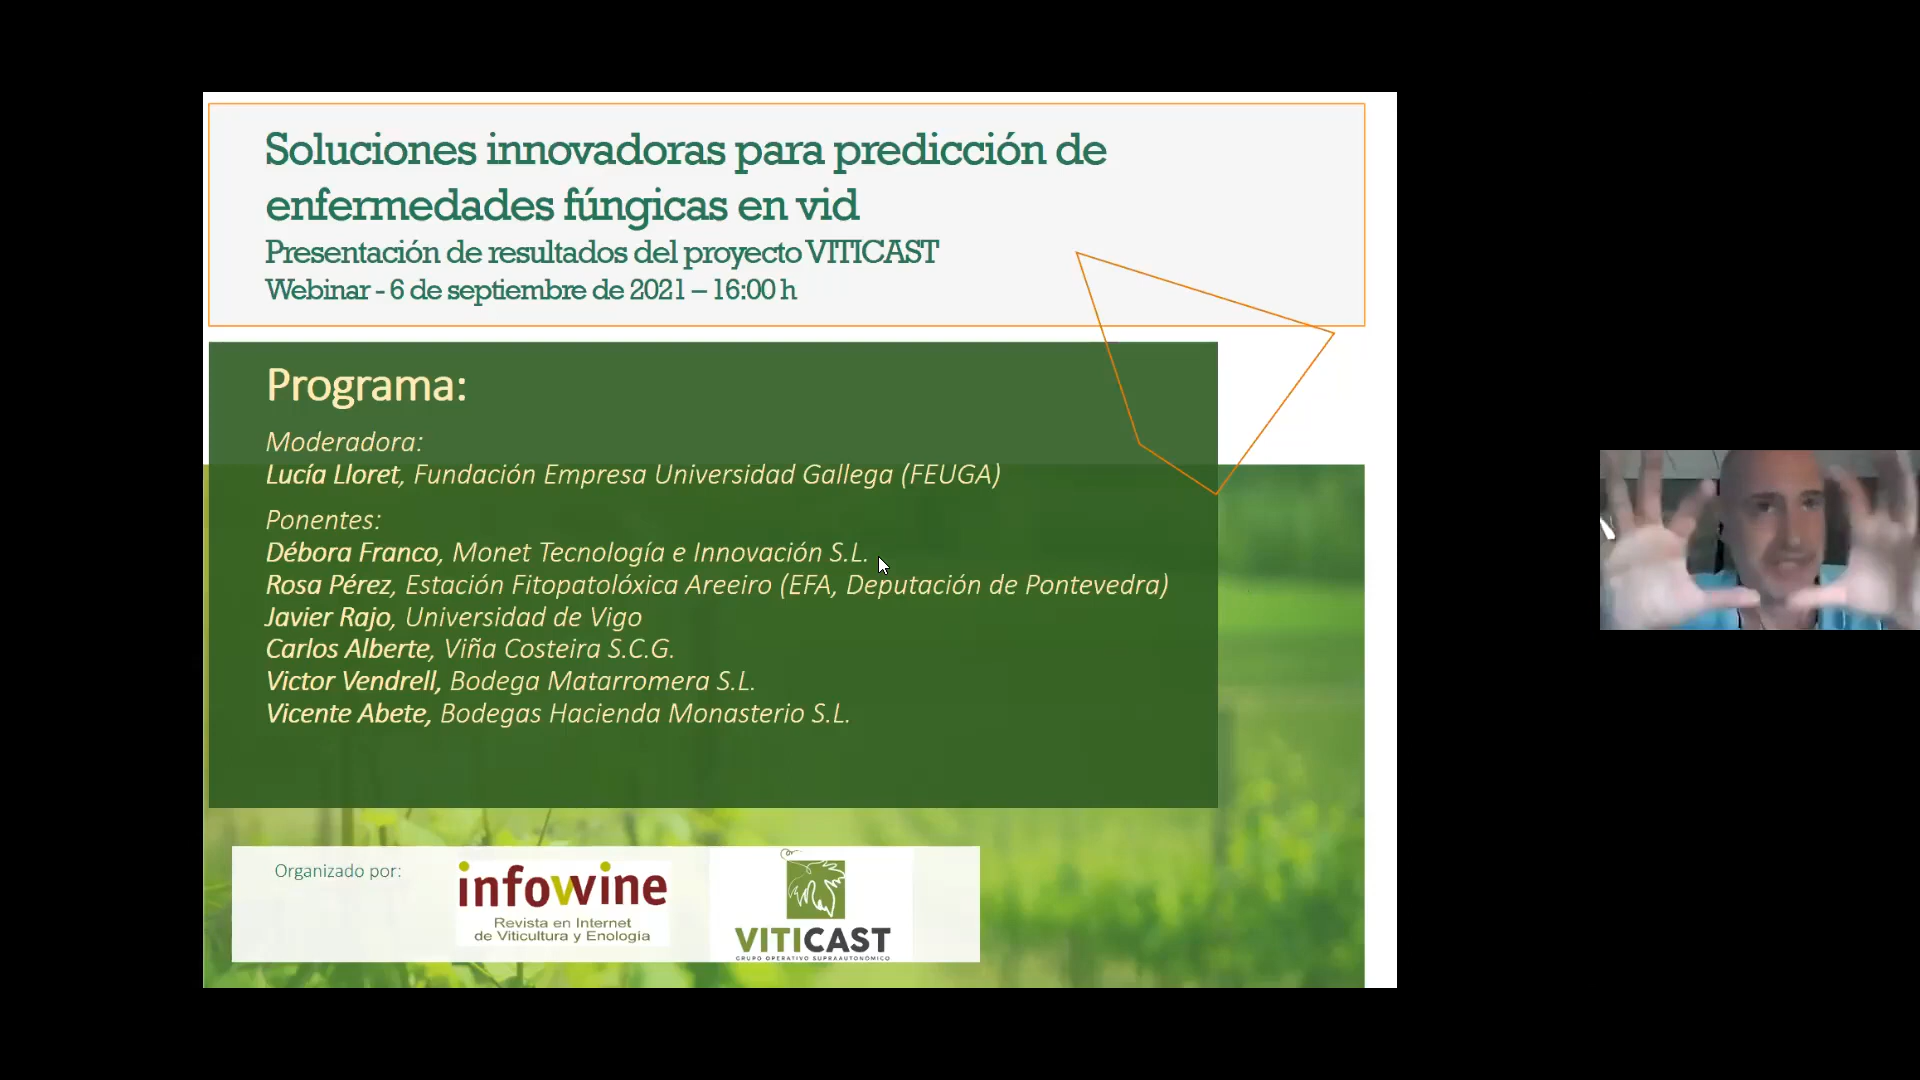 Soluciones innovadoras para predicción de
enfermedades fúngicas en vid
Presentación de resultados del proyecto VITICAST
Webinar - 6 de septiembre de 2021 – 16:00 h
Programa:
Moderadora:
Lucía Lloret, Fundación Empresa Universidad Gallega (FEUGA)
Ponentes:
Débora Franco, Monet Tecnología e Innovación S.L.
Rosa Pérez, Estación Fitopatolóxica Areeiro (EFA, Deputación de Pontevedra)
Javier Rajo, Universidad de Vigo
Carlos Alberte, Viña Costeira S.C.G.
Victor Vendrell, Bodega Matarromera S.L.
Vicente Abete, Bodegas Hacienda Monasterio S.L.
Organizado por:
infowine
Revista en Internet
de Viticultura y Enología
VITICAST
GRUPO OPERATIVO SUPRAAUTONÓMICO